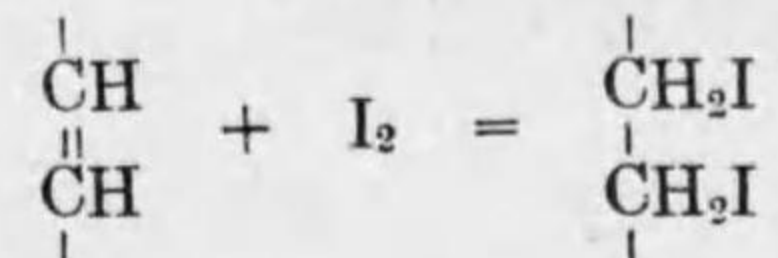 | |
CH CH₂I
|| + I₂ = |
CH CH₂I
| |